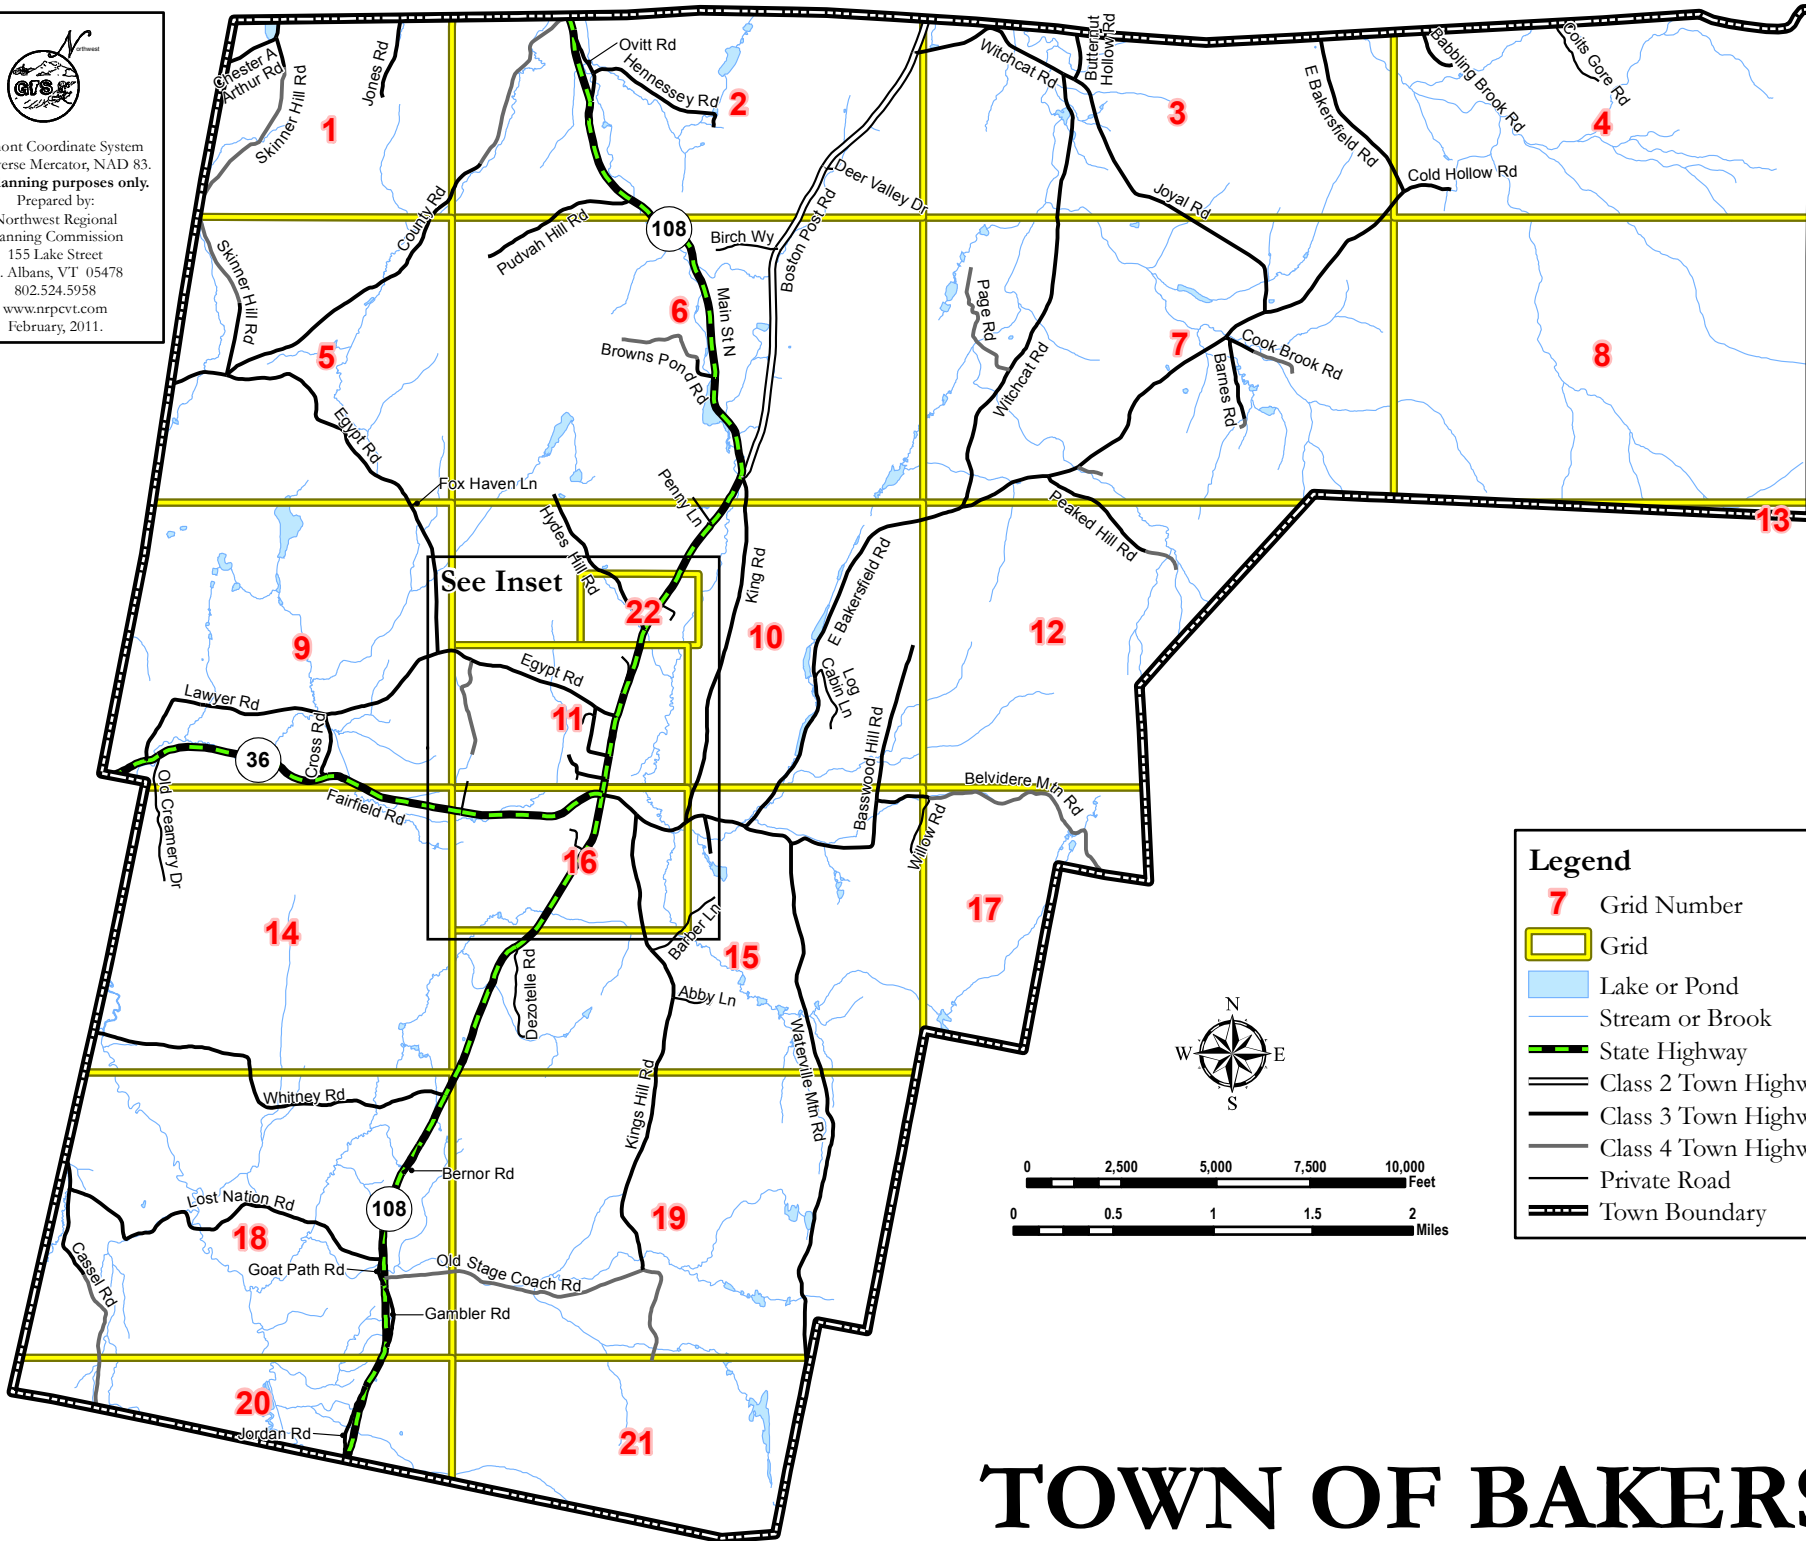 Northwest
GIS
mont Coordinate System
verse Mercator, NAD 83.
lanning purposes only.
Prepared by:
Northwest Regional
anning Commission
155 Lake Street
. Albans, VT 05478
802.524.5958
www.nrpcvt.com
February, 2011.
Chester A
Arthur Rd
Skinner Hill Rd
Jones Rd
1
Ovitt Rd
Hennessey Rd
2
Witchcat Rd
Butternut
Hollow Rd
3
E Bakersfield Rd
Babbling Brook Rd
Coits Gore Rd
4
Cold Hollow Rd
Deer Valley Dr
Joyal Rd
County Rd
Pudvah Hill Rd
108
Birch Wy
Boston Post Rd
Skinner Hill Rd
5
6
Main St N
Browns Pond Rd
Page Rd
Witchcat Rd
7
Cook Brook Rd
Barnes Rd
8
Egypt Rd
Fox Haven Ln
Penny Ln
Hydes Hill Rd
Peaked Hill Rd
13
See Inset
22
King Rd
10
E Bakersfield Rd
12
9
Egypt Rd
Log
Cabin Ln
Lawyer Rd
11
Cross Rd
36
Basswood Hill Rd
Belvidere Mtn Rd
Old Creamery Dr
Fairfield Rd
Willow Rd
16
14
Barber Ln
15
17
Dezotelle Rd
Abby Ln
Waterville Mtn Rd
Kings Hill Rd
Whitney Rd
Bernor Rd
Lost Nation Rd
108
18
19
Goat Path Rd
Old Stage Coach Rd
Cassel Rd
Gambler Rd
20
Jordan Rd
21
N
W E
S
0 2,500 5,000 7,500 10,000
Feet
0 0.5 1 1.5 2
Miles
Legend
7 Grid Number
Grid
Lake or Pond
Stream or Brook
State Highway
Class 2 Town Highw
Class 3 Town Highw
Class 4 Town Highw
Private Road
Town Boundary
TOWN OF BAKERS